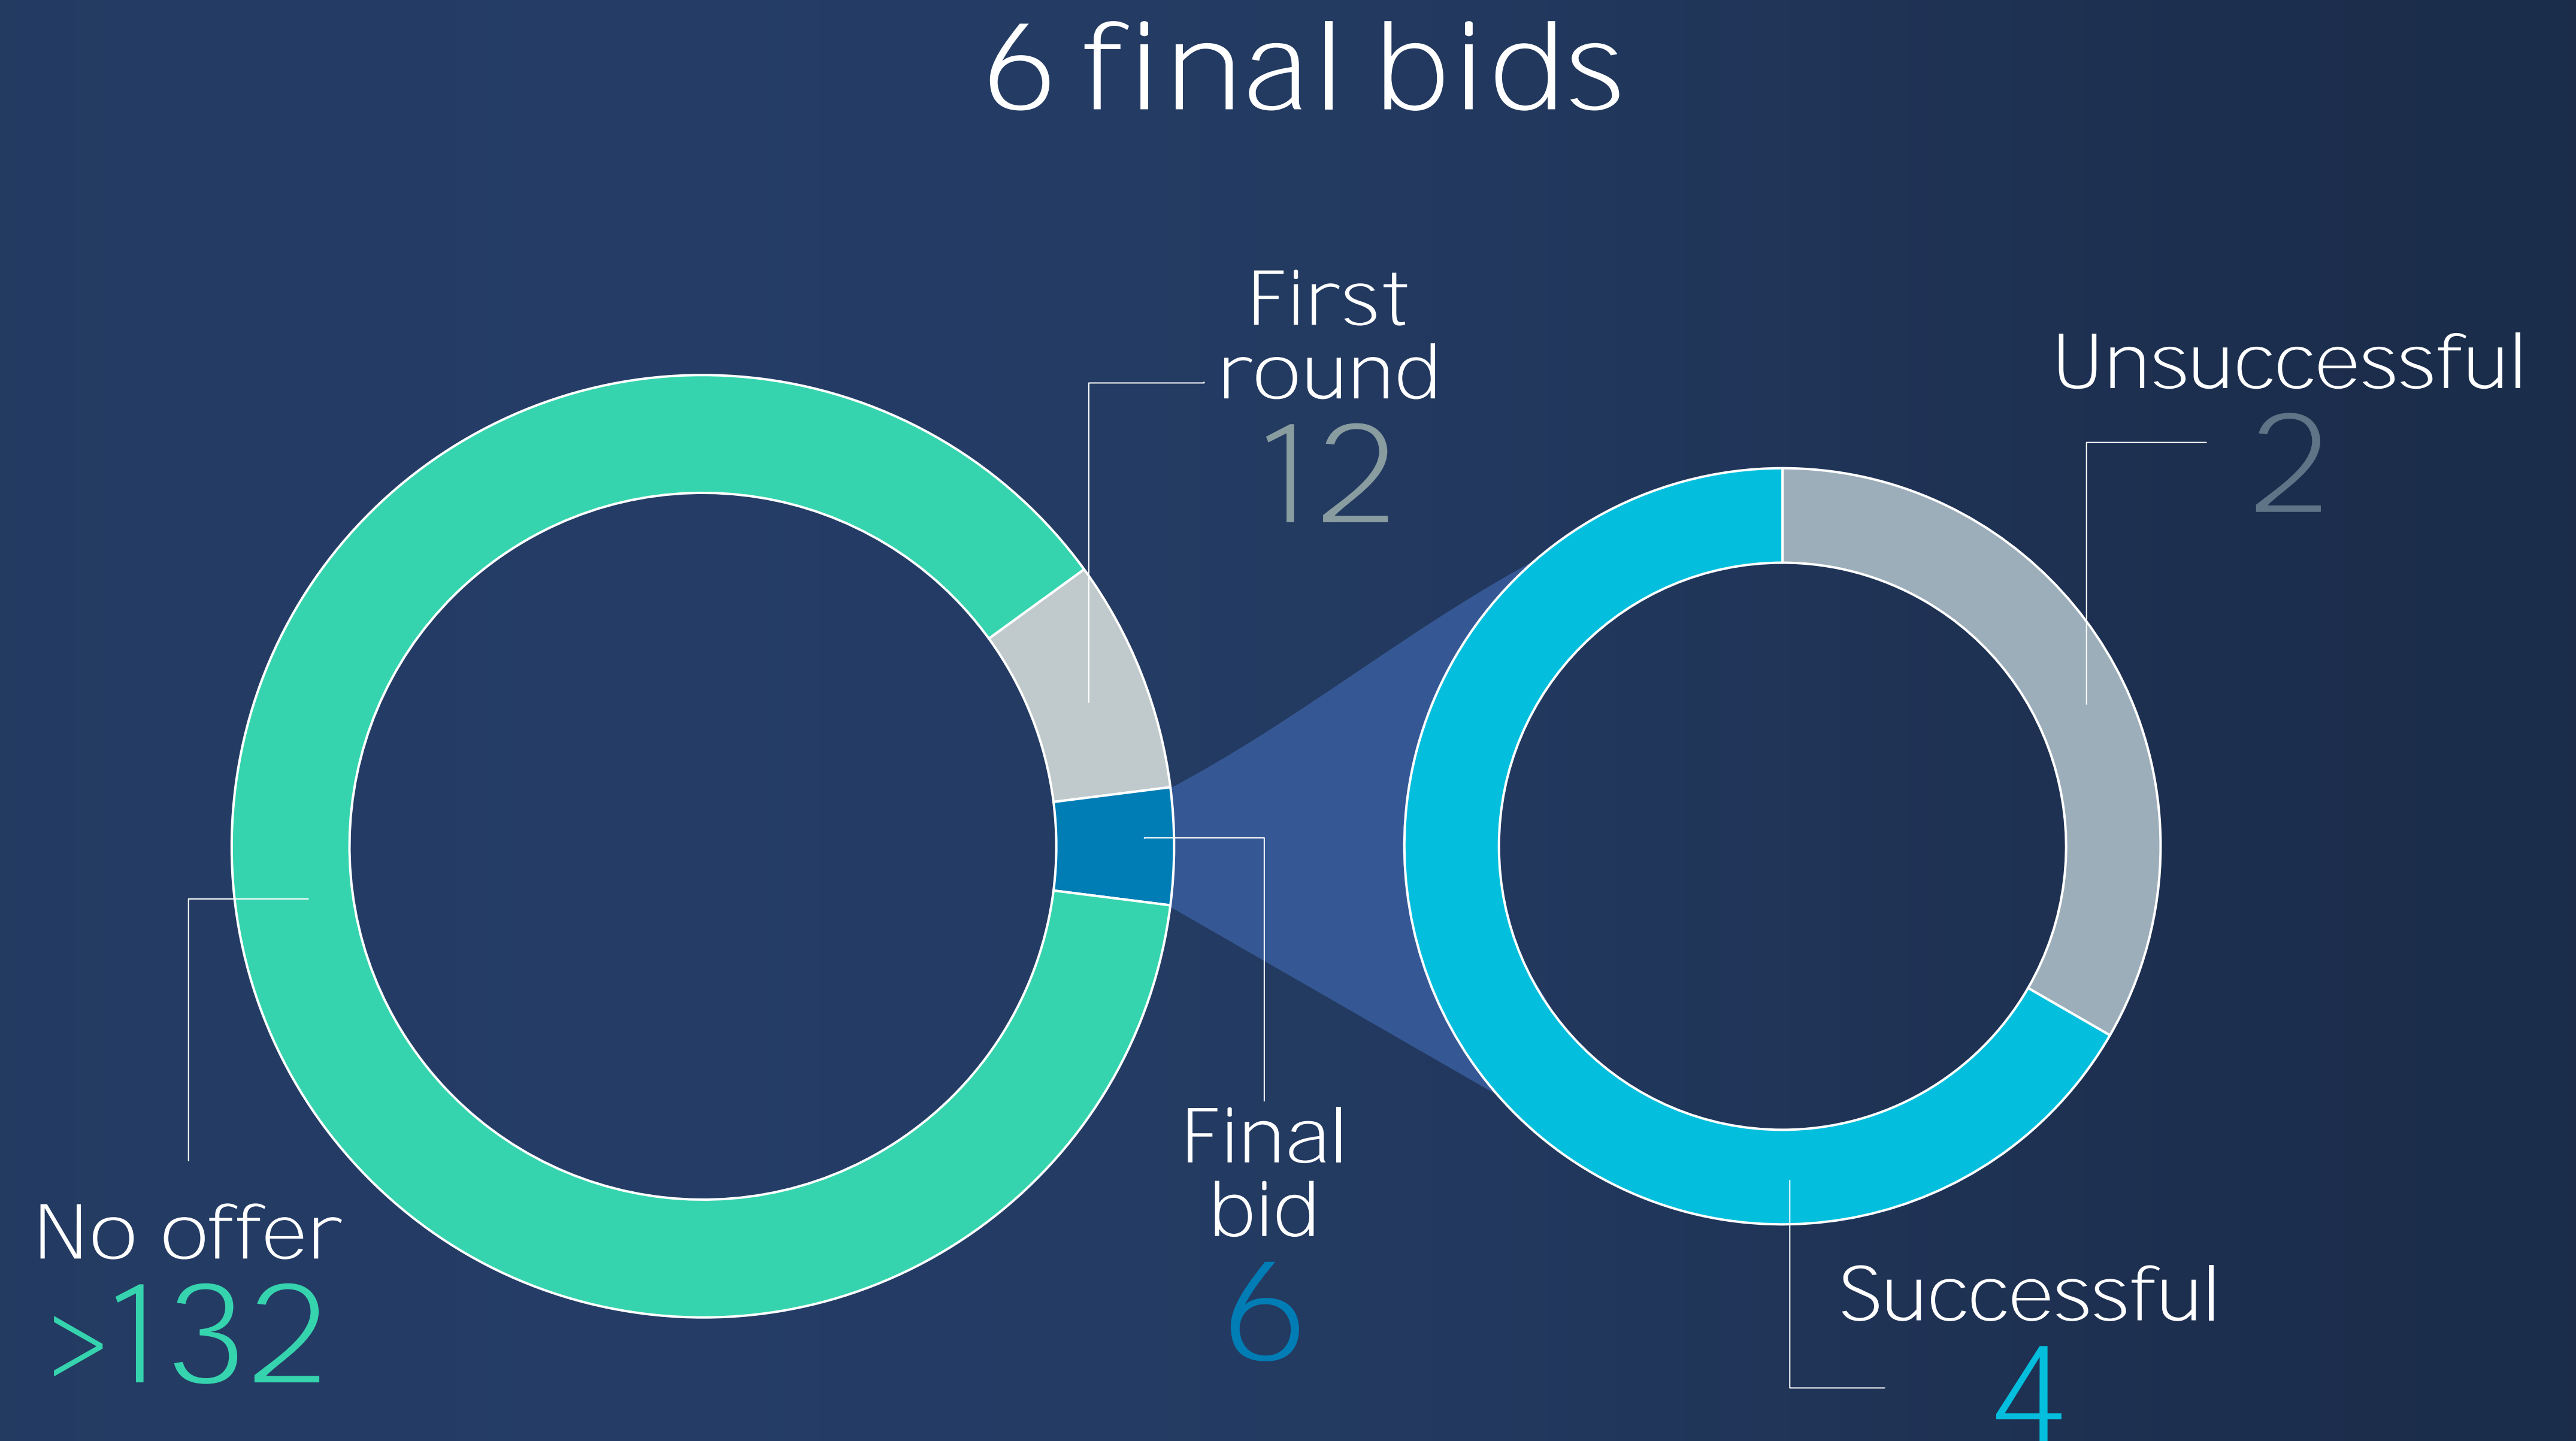 6 final bids
First
round
12
Unsuccessful
2
No offer
>132
Final
bid
6
Successful
4